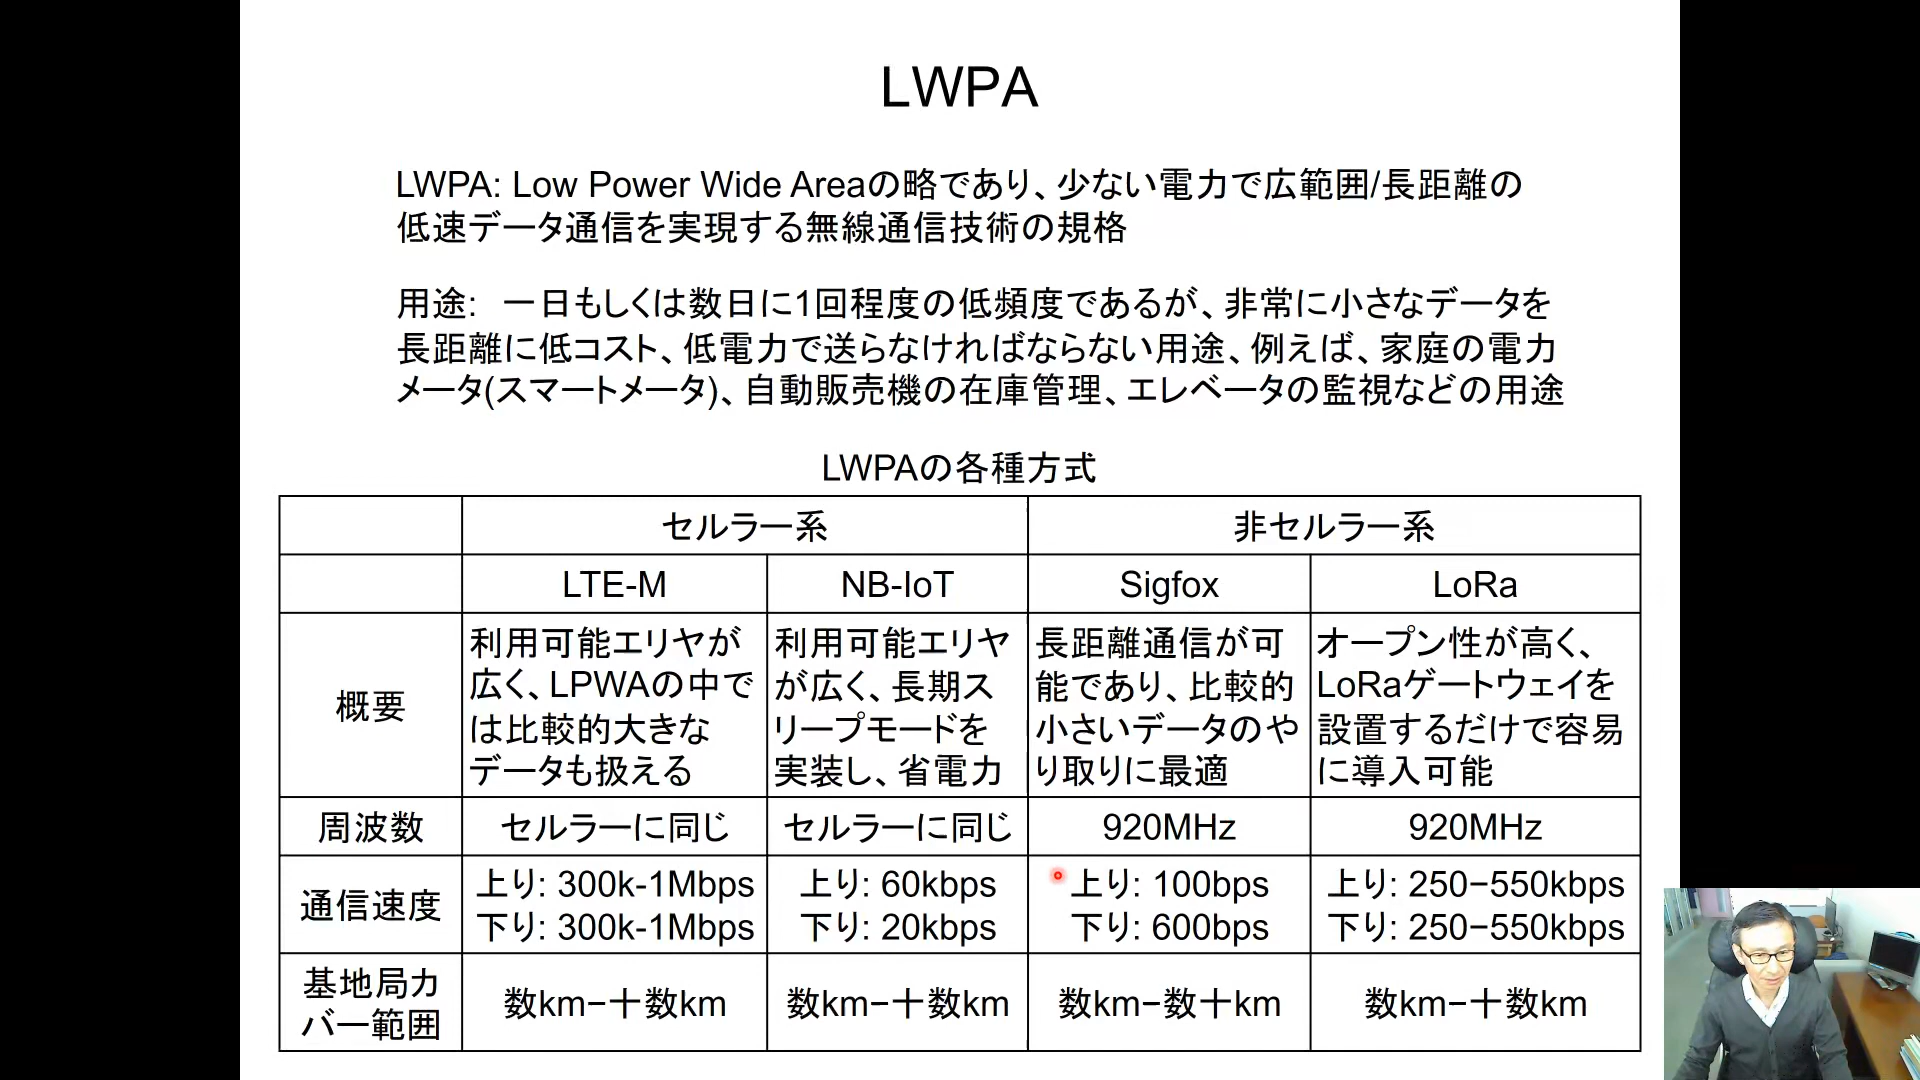 LWPA
LWPA: Low Power Wide Areaの略であり、少ない電力で広範囲/長距離の
低速データ通信を実現する無線通信技術の規格
用途:　一日もしくは数日に1回程度の低頻度であるが、非常に小さなデータを
長距離に低コスト、低電力で送らなければならない用途、例えば、家庭の電力
メータ(スマートメータ)、自動販売機の在庫管理、エレベータの監視などの用途
LWPAの各種方式
セルラー系
非セルラー系
LTE-M
NB-IoT
Sigfox
LoRa
概要
利用可能エリヤが
広く、LPWAの中で
は比較的大きな
データも扱える
利用可能エリヤ
が広く、長期ス
リープモードを
実装し、省電力
長距離通信が可
能であり、比較的
小さいデータのや
り取りに最適
オープン性が高く、
LoRaゲートウェイを
設置するだけで容易
に導入可能
周波数
セルラーに同じ
セルラーに同じ
920MHz
920MHz
通信速度
上り: 300k-1Mbps
下り: 300k-1Mbps
上り: 60kbps
下り: 20kbps
上り: 100bps
下り: 600bps
上り: 250−550kbps
下り: 250−550kbps
基地局カ
バー範囲
数km−十数km
数km−十数km
数km−数十km
数km−十数km